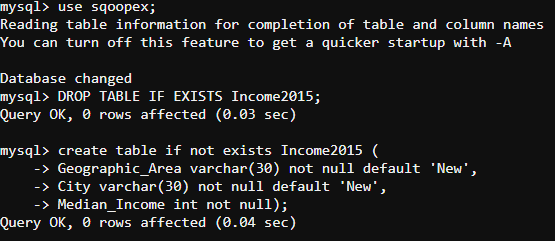 mysql> use sqoopex;
Reading table information for completion of table and column names
You can turn off this feature to get a quicker startup with -A
Database changed
mysql> DROP TABLE IF EXISTS Income2015;
Query OK, 0 rows affected (0.03 sec)
mysql> create table if not exists Income2015 (
    -> Geographic_Area varchar(30) not null default 'New',
    -> City varchar(30) not null default 'New',
    -> Median_Income int not null);
Query OK, 0 rows affected (0.04 sec)